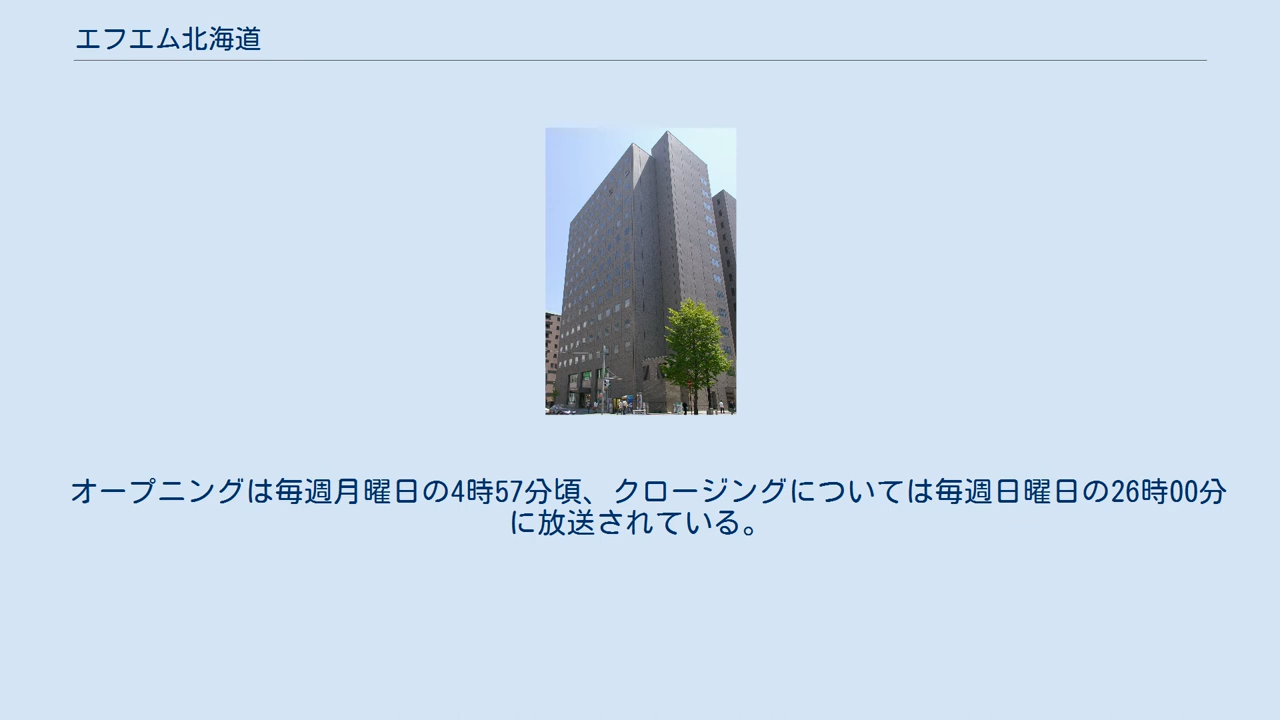 エフエム北海道
オープニングは毎週月曜日の4時57分頃、クロージングについては毎週日曜日の26時00分
に放送されている。